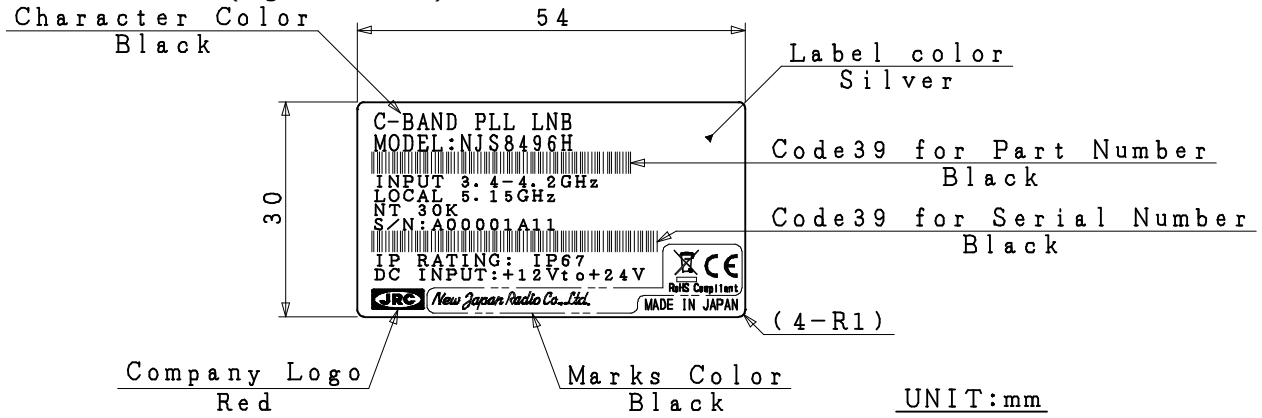 Character Color
Black
54
Label color
Silver
30
C-BAND PLL LNB
MODEL:NJS8496H
Code39 for Part Number
Black
INPUT 3.4-4.2GHz
LOCAL 5.15GHz
NT 30K
S/N:A00001A11
Code39 for Serial Number
Black
IP RATING: IP67
DC INPUT:+12Vto+24V
CE
RoHS Compliant
JRC New Japan Radio Co.,Ltd.
MADE IN JAPAN
(4-R1)
Company Logo
Red
Marks Color
Black
UNIT:mm